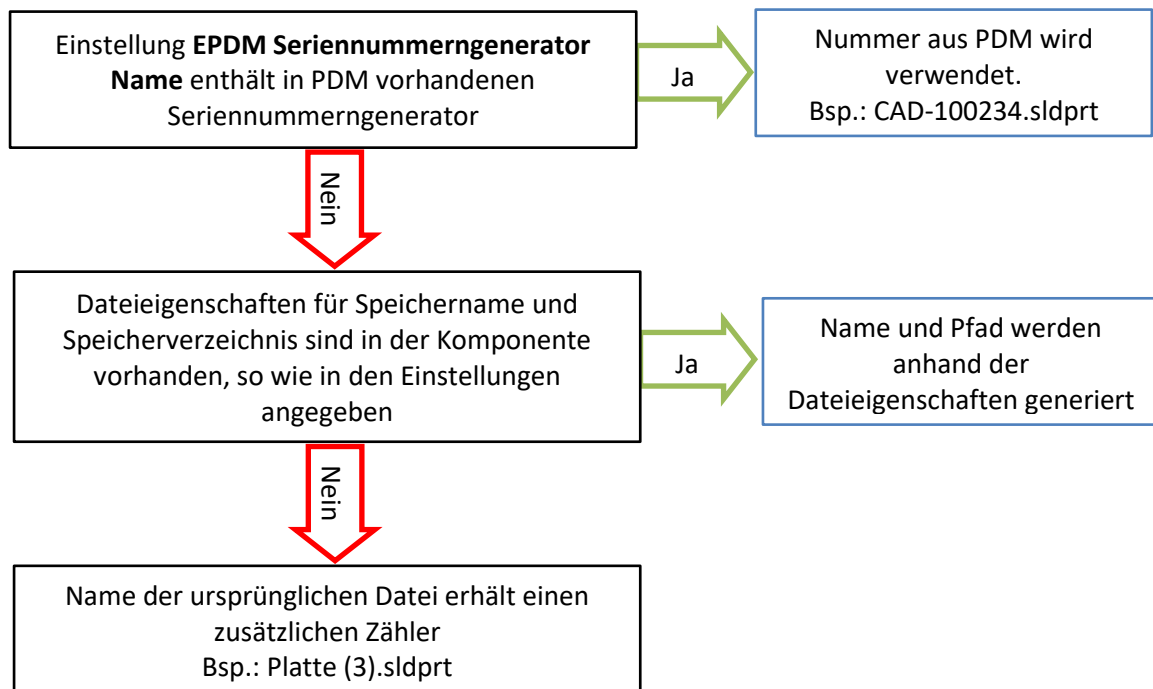 Einstellung EPDM Seriennummerngenerator
Name enthält in PDM vorhandenen
Seriennummerngenerator
Ja
Nummer aus PDM wird
verwendet.
Bsp.: CAD-100234.sldprt
Nein
Dateieigenschaften für Speichername und
Speicherverzeichnis sind in der Komponente
vorhanden, so wie in den Einstellungen
angegeben
Ja
Name und Pfad werden
anhand der
Dateieigenschaften generiert
Nein
Name der ursprünglichen Datei erhält einen
zusätzlichen Zähler
Bsp.: Platte (3).sldprt